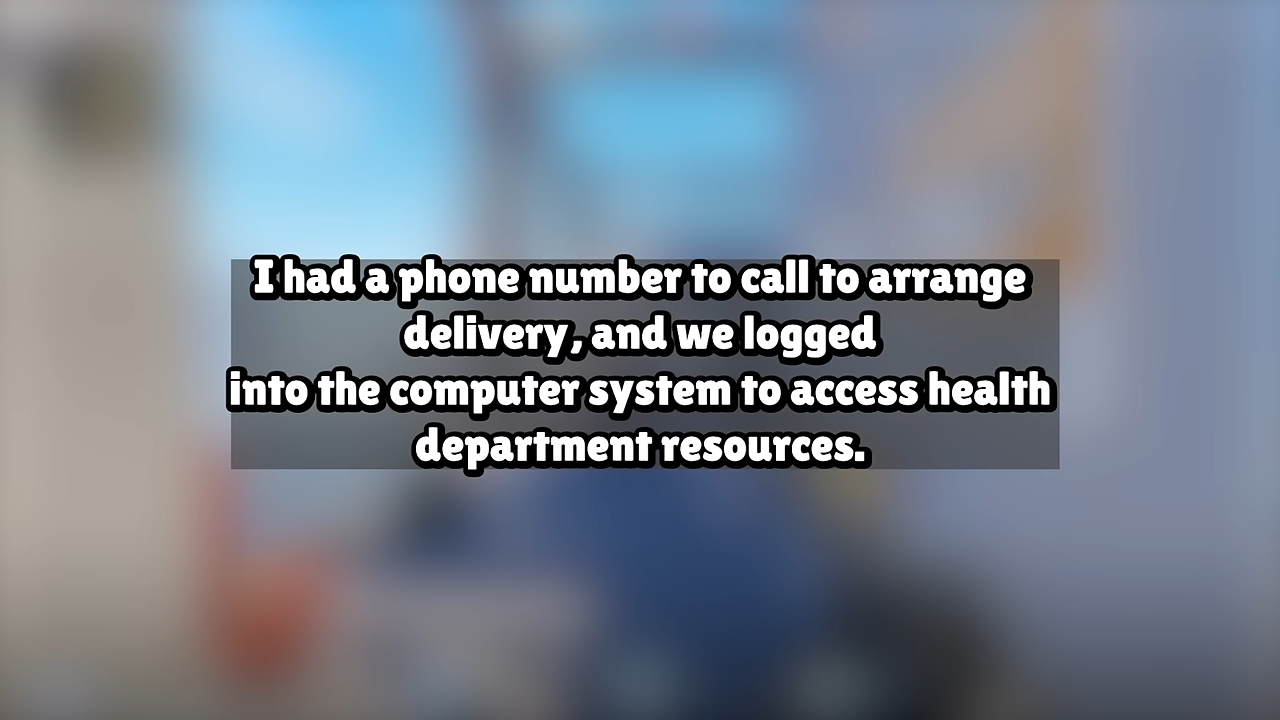 I had a phone number to call to arrange
delivery, and we logged
into the computer system to access health
department resources.